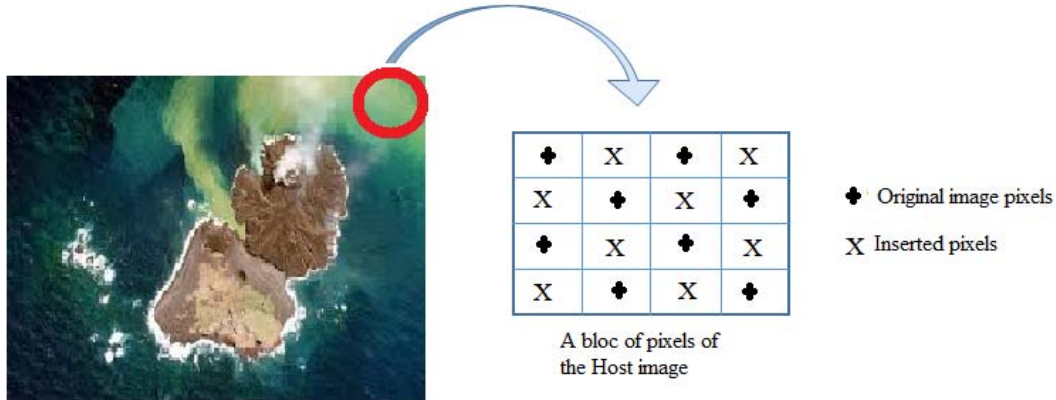 X X
X X
X X
X X
Original image pixels
X Inserted pixels
A bloc of pixels of
the Host image